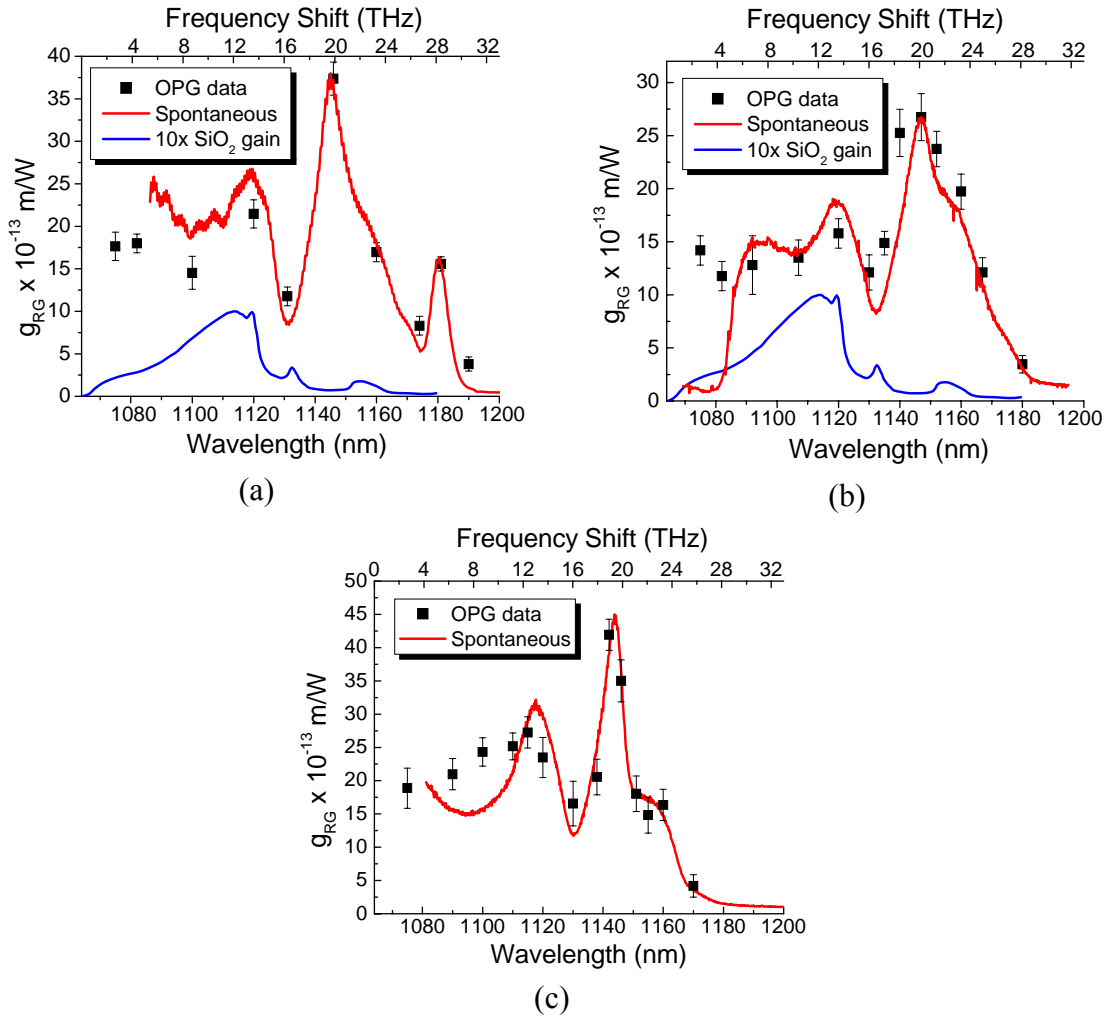 Frequency Shift (THz)
4 8 12 16 20 24 28 32
40
35
30
25
20
15
10
5
0
OPG data
Spontaneous
10x SiO2 gain
gRG x 10-13 m/W
1080 1100 1120 1140 1160 1180 1200
Wavelength (nm)
(a)
Frequency Shift (THz)
0 4 8 12 16 20 24 28 32
30
25
20
15
10
5
0
OPG data
Spontaneous
10x SiO2 gain
gRG x 10-13 m/W
1080 1100 1120 1140 1160 1180 1200
Wavelength (nm)
(b)
Frequency Shift (THz)
0 4 8 12 16 20 24 28 32
50
45
40
35
30
25
20
15
10
5
0
OPG data
Spontaneous
gRG x 10-13 m/W
1080 1100 1120 1140 1160 1180 1200
Wavelength (nm)
(c)